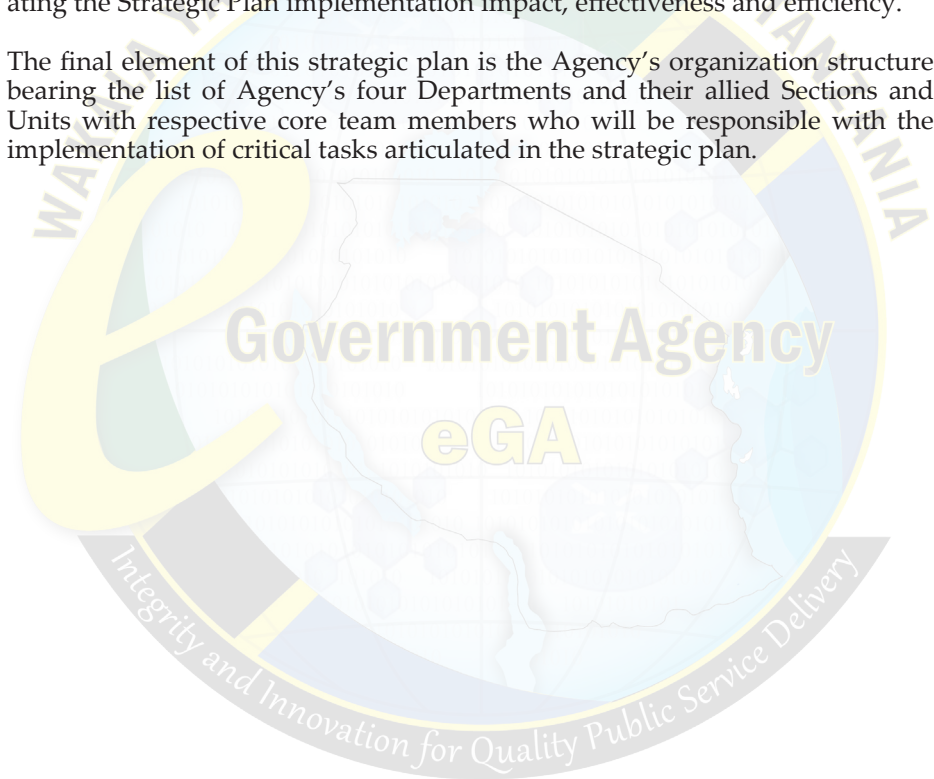 ating the Strategic Plan implementation impact, effectiveness and efficiency.
The final element of this strategic plan is the Agency’s organization structure
bearing the list of Agency’s four Departments and their allied Sections and
Units with respective core team members who will be responsible with the
implementation of critical tasks articulated in the strategic plan.
WAKALA
TANZANIA
e
Government Agency
eGA
Integrity and Innovation for Quality Public Service Delivery